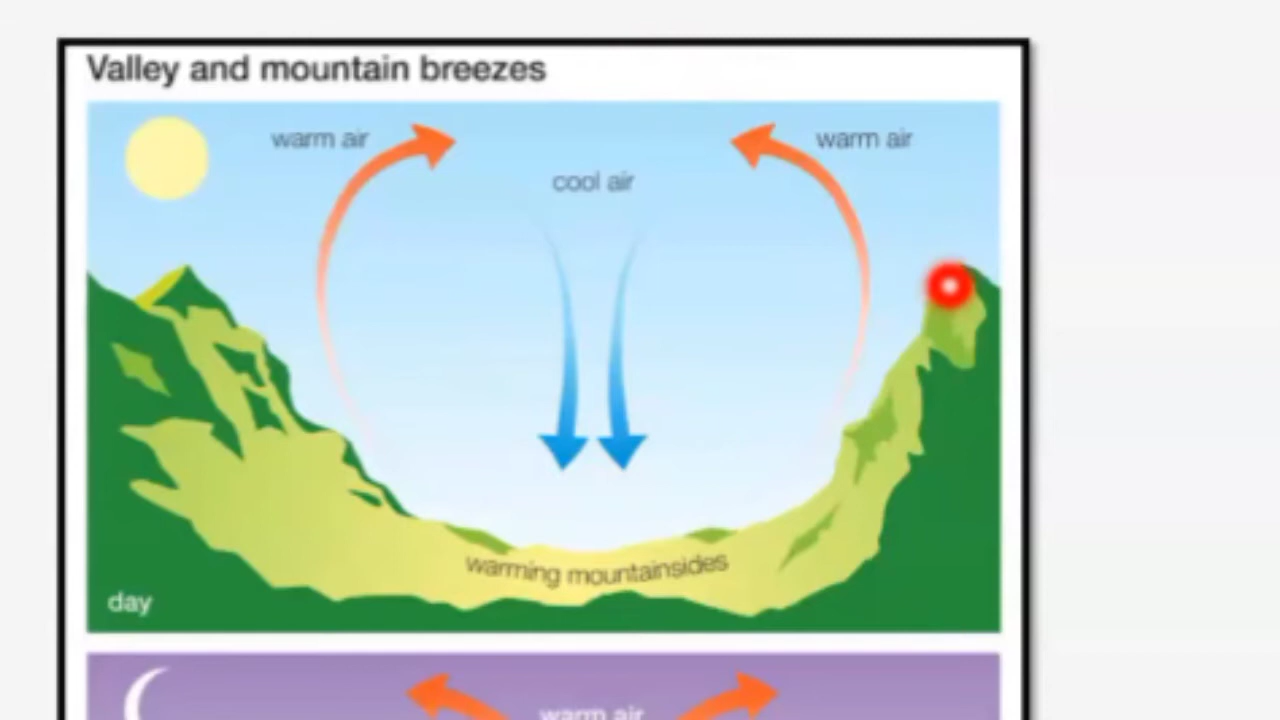 Valley and mountain breezes
warm air
warm air
cool air
warming mountainsides
day
warm air